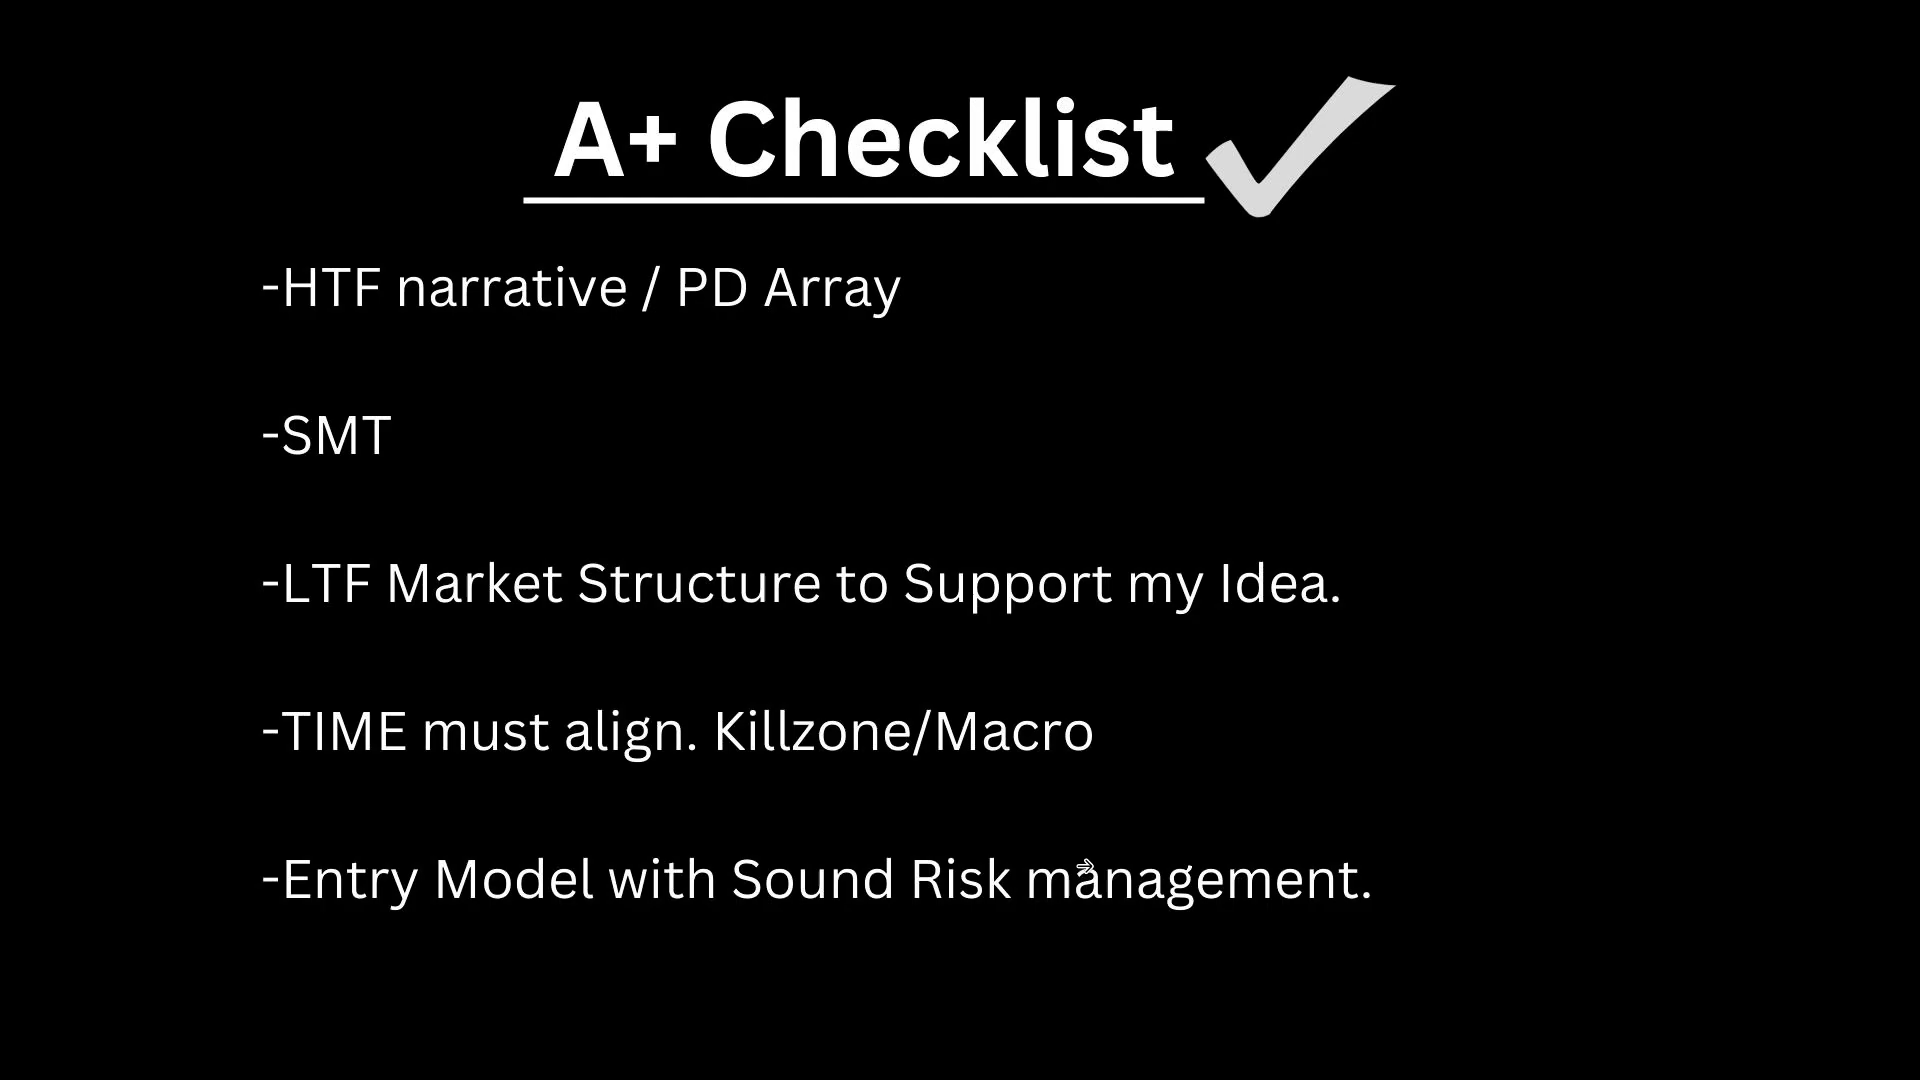 A+ Checklist
-HTF narrative / PD Array
-SMT
-LTF Market Structure to Support my Idea.
-TIME must align. Killzone/Macro
-Entry Model with Sound Risk management.